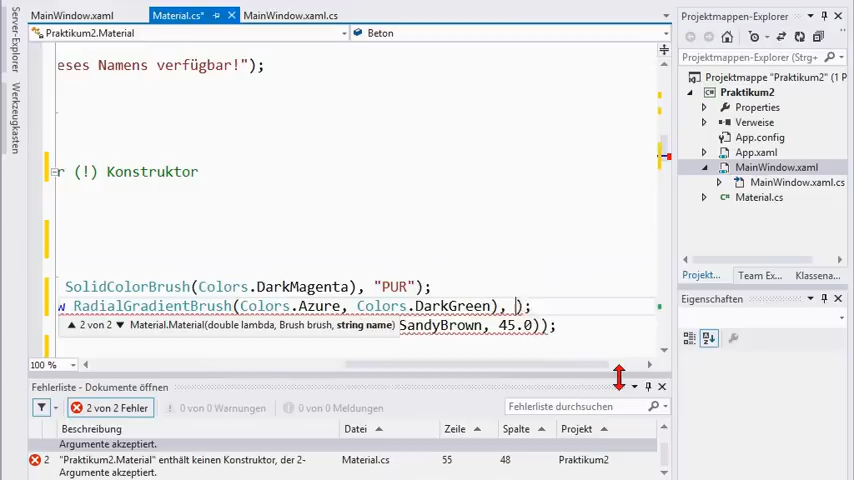 MainWindow.xaml
Material.cs*
MainWindow.xaml.cs
Praktikum2.Material
Beton
Server-Explorer
Werkzeugkasten
eses Namens verfügbar!");
r (!) Konstruktor
SolidColorBrush(Colors.DarkMagenta), "PUR");
w RadialGradientBrush(Colors.Azure, Colors.DarkGreen), );
▲ 2 von 2 ▼ Material.Material(double lambda, Brush brush, string name)
SandyBrown, 45.0));
100 %
Fehlerliste - Dokumente öffnen
2 von 2 Fehler
0 von 0 Warnungen
0 von 0 Meldungen
Fehlerliste durchsuchen
Beschreibung
Datei
Zeile
Spalte
Projekt
Argumente akzeptiert.
2 "Praktikum2.Material" enthält keinen Konstruktor, der 2-
Argumente akzeptiert.
Material.cs
55
48
Praktikum2
Projektmappen-Explorer
Projektmappen-Explorer (Strg+
Projektmappe "Praktikum2" (1 P
Praktikum2
Properties
Verweise
App.config
App.xaml
MainWindow.xaml
MainWindow.xaml.cs
Material.cs
Projekt...
Team Ex...
Klassena...
Eigenschaften